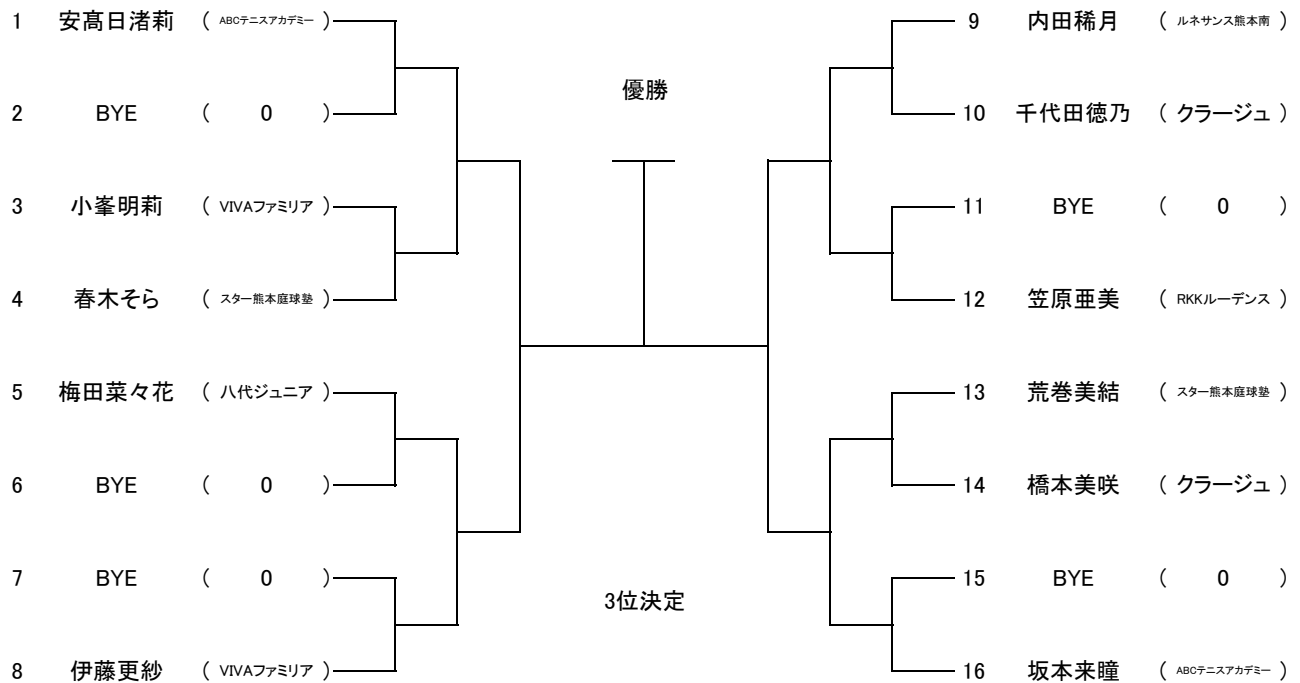 1 安髙日渚莉 ( ABCテニスアカデミー )
2 BYE ( 0 )
3 小峯明莉 ( VIVAファミリア )
4 春木そら ( スター熊本庭球塾 )
5 梅田菜々花 ( 八代ジュニア )
6 BYE ( 0 )
7 BYE ( 0 )
8 伊藤更紗 ( VIVAファミリア )
優勝
3位決定
9 内田稀月 ( ルネサンス熊本南 )
10 千代田徳乃 ( クラージュ )
11 BYE ( 0 )
12 笠原亜美 ( RKKルーデンス )
13 荒巻美結 ( スター熊本庭球塾 )
14 橋本美咲 ( クラージュ )
15 BYE ( 0 )
16 坂本来瞳 ( ABCテニスアカデミー )